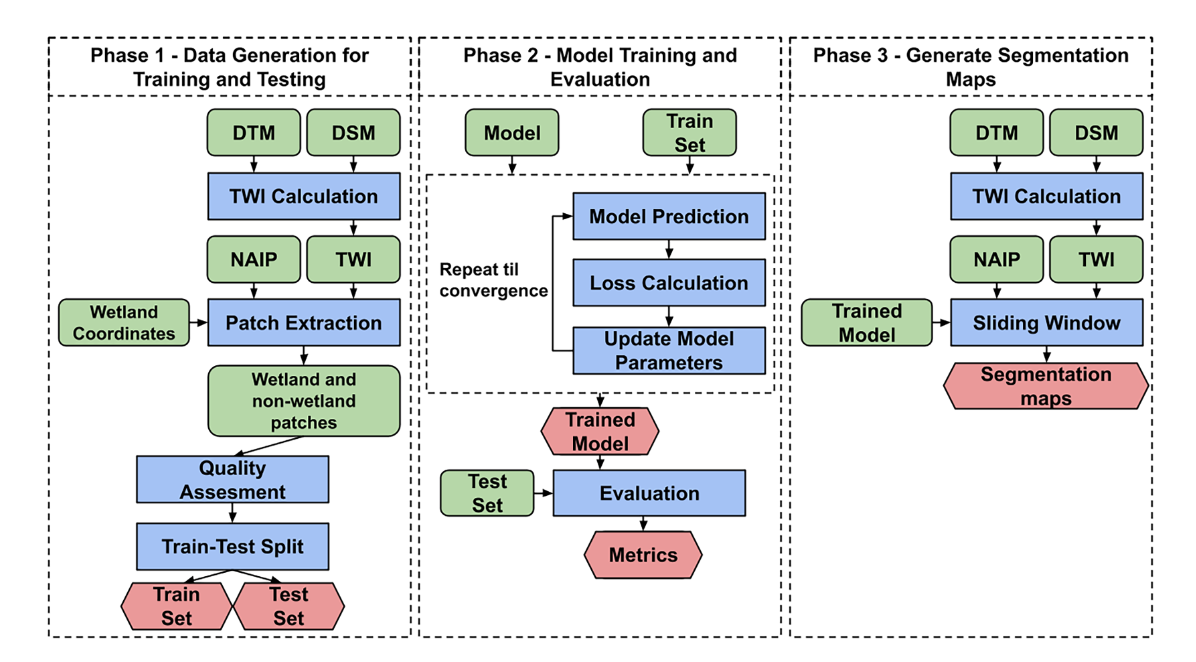 Phase 1 - Data Generation for
Training and Testing
DTM
DSM
TWI Calculation
NAIP
TWI
Wetland
Coordinates
Patch Extraction
Wetland and
non-wetland
patches
Quality
Assesment
Train-Test Split
Train
Set
Test
Set
Phase 2 - Model Training and
Evaluation
Model
Train
Set
Model Prediction
Repeat til
convergence
Loss Calculation
Update Model
Parameters
Trained
Model
Test
Set
Evaluation
Metrics
Phase 3 - Generate Segmentation
Maps
DTM
DSM
TWI Calculation
NAIP
TWI
Trained
Model
Sliding Window
Segmentation
maps